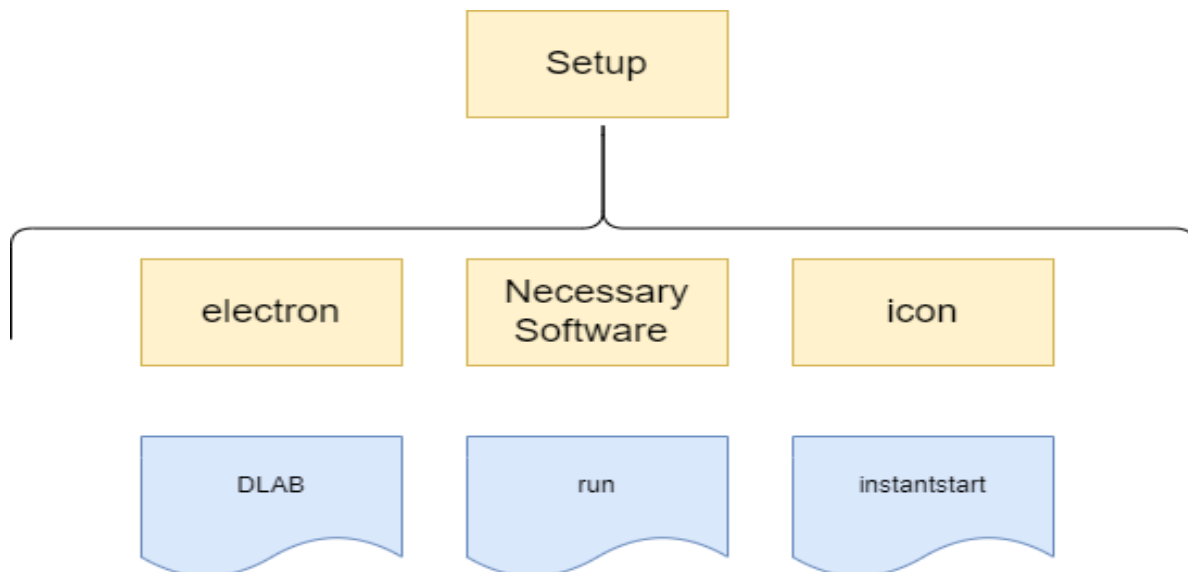 Setup
electron
Necessary
Software
icon
DLAB
run
instantstart